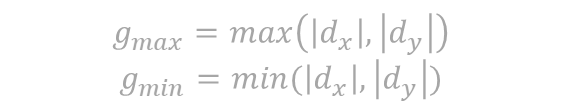 g_max = max(|d_x|, |d_y|)
g_min = min(|d_x|, |d_y|)